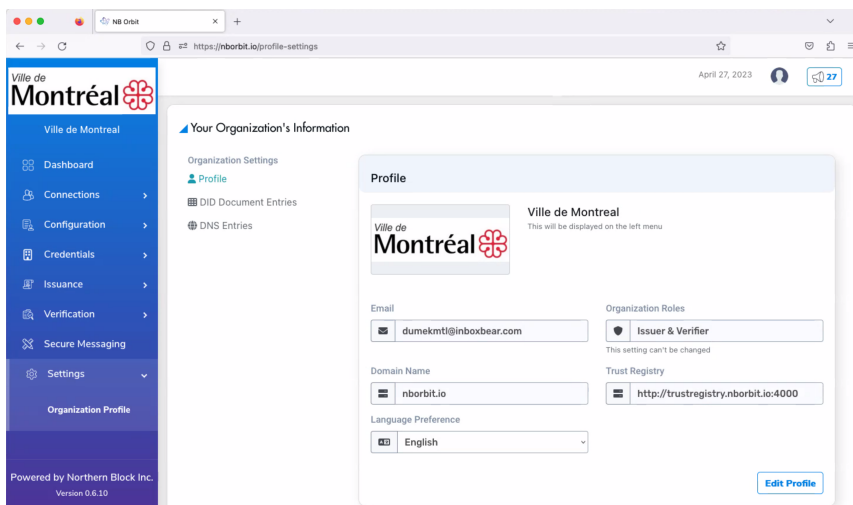 NB Orbit
https://nborbit.io/profile-settings
Ville de
Montréal
Ville de Montreal
Dashboard
Connections
Configuration
Credentials
Issuance
Verification
Secure Messaging
Settings
Organization Profile
Powered by Northern Block Inc.
Version 0.6.10
April 27, 2023
27
Your Organization's Information
Organization Settings
Profile
DID Document Entries
DNS Entries
Profile
Ville de
Montréal
Ville de Montreal
This will be displayed on the left menu
Email
dumekmtl@inboxbear.com
Organization Roles
Issuer & Verifier
This setting can't be changed
Domain Name
nborbit.io
Trust Registry
http://trustregistry.nborbit.io:4000
Language Preference
English
Edit Profile